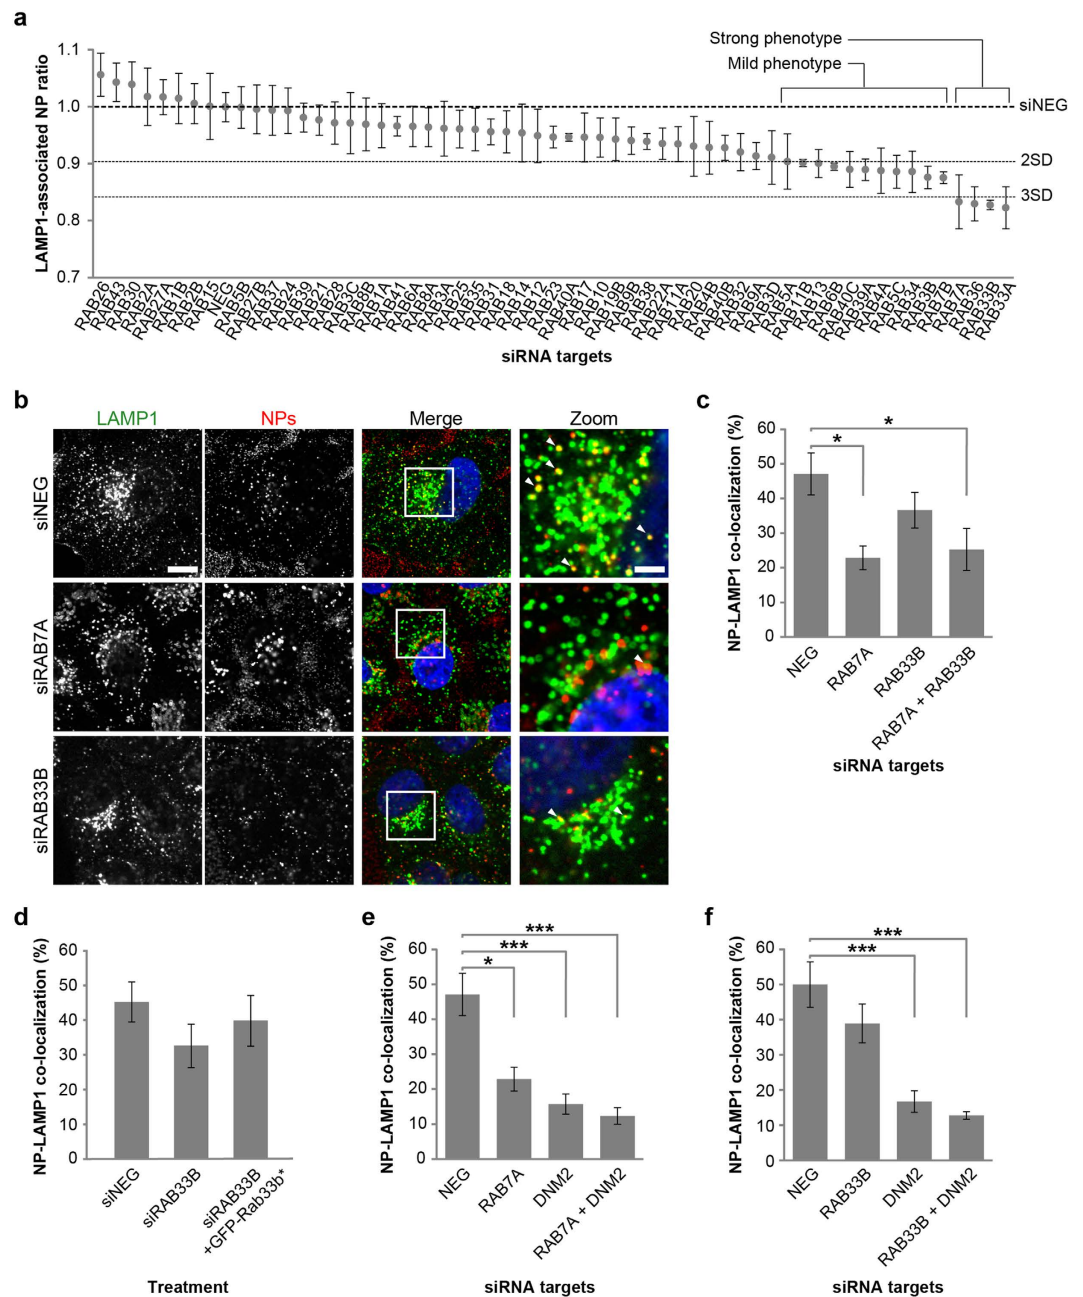 a
Strong phenotype
Mild phenotype
LAMP1-associated NP ratio
1.1
1.0
0.9
0.8
0.7
siNEG
2SD
3SD
RAB26
RAB43
RAB30
RAB2A
RAB27A
RAB1B
RAB2B
RAB15
NEG
RAB5B
RAB27B
RAB37
RAB24
RAB39
RAB21
RAB28
RAB3C
RAB8B
RAB1A
RAB41
RAB6A
RAB8A
RAB3A
RAB25
RAB35
RAB31
RAB18
RAB14
RAB12
RAB23
RAB40A
RAB17
RAB10
RAB19B
RAB9B
RAB38
RAB22A
RAB11A
RAB20
RAB4B
RAB40B
RAB32
RAB9A
RAB3D
RAB5A
RAB11B
RAB13
RAB6B
RAB40C
RAB39A
RAB4A
RAB5C
RAB34
RAB3B
RAB7B
RAB7A
RAB36
RAB33B
RAB33A
siRNA targets
b
LAMP1 NPs Merge Zoom
siNEG
siRAB7A
siRAB33B
c
NP-LAMP1 co-localization (%)
60
50
40
30
20
10
0
*
*
NEG
RAB7A
RAB33B
RAB7A + RAB33B
siRNA targets
d
NP-LAMP1 co-localization (%)
60
50
40
30
20
10
0
siNEG
siRAB33B
siRAB33B
+GFP-Rab33b*
Treatment
e
NP-LAMP1 co-localization (%)
60
50
40
30
20
10
0
***
***
*
NEG
RAB7A
DNM2
RAB7A + DNM2
siRNA targets
f
NP-LAMP1 co-localization (%)
60
50
40
30
20
10
0
***
***
NEG
RAB33B
DNM2
RAB33B + DNM2
siRNA targets